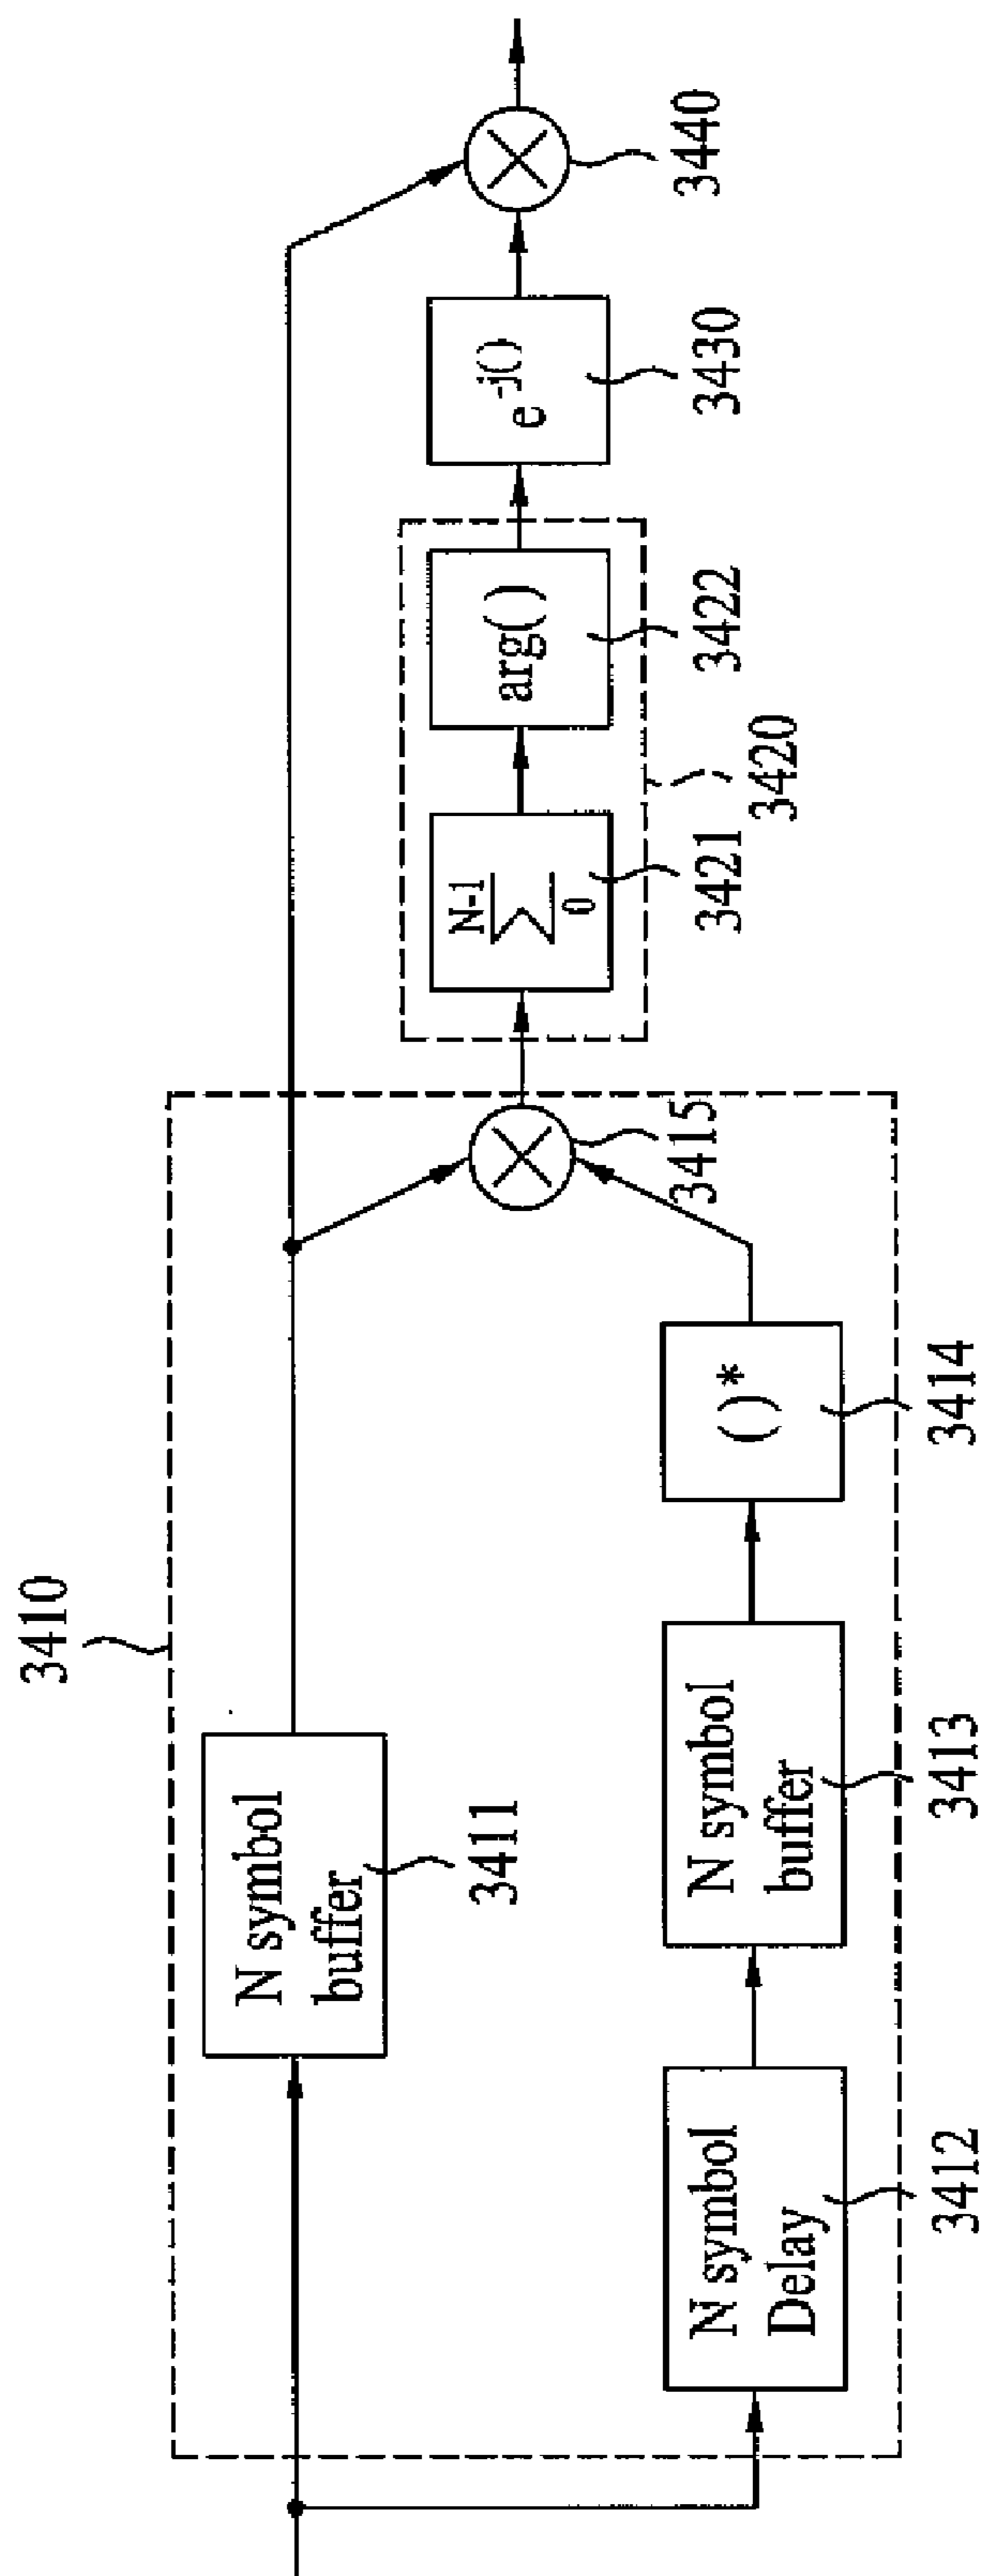 3410
N symbol
buffer
3411
N symbol
Delay
3412
N symbol
buffer
3413
( )*
3414
3415
N-1
∑
0
3421
arg( )
3422
3420
e-j( )
3430
3440